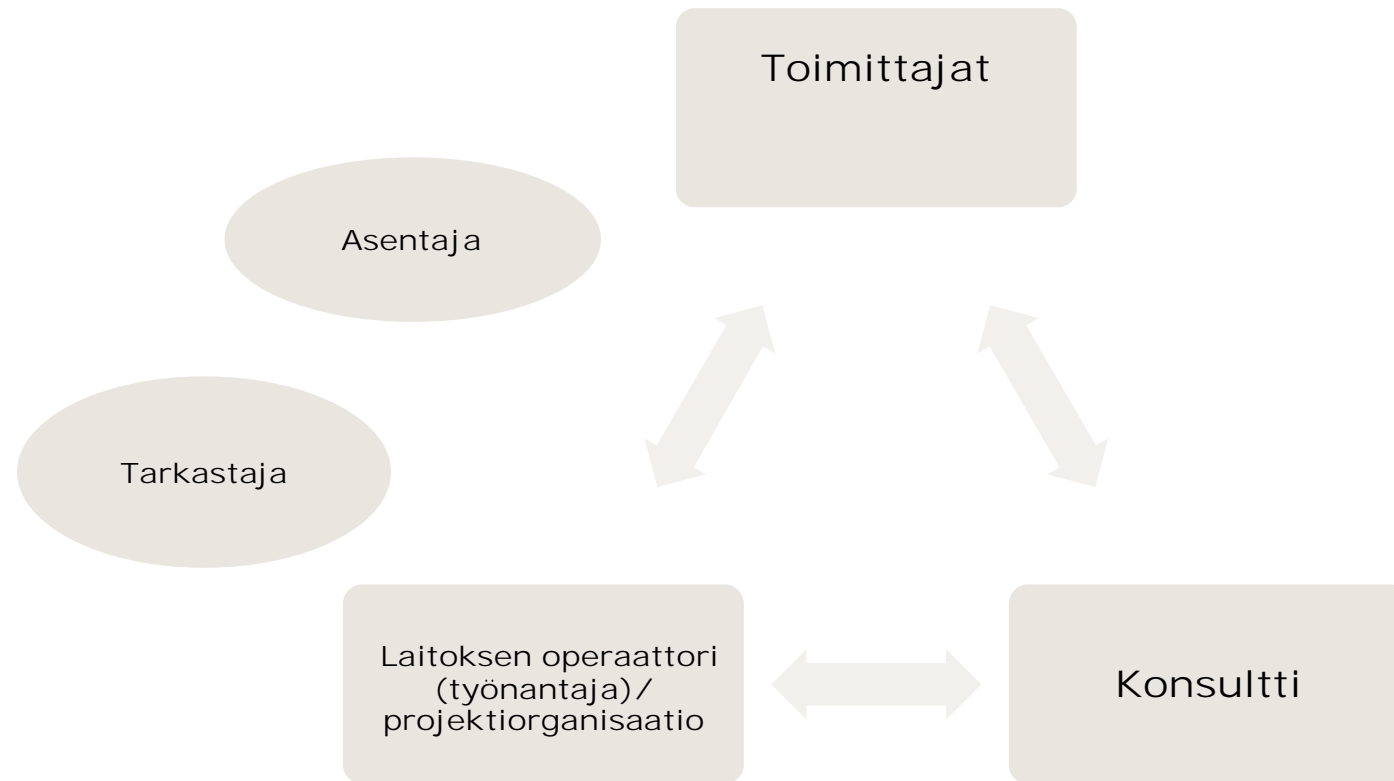 Toimittajat
Asentaja
Tarkastaja
Laitoksen operaattori
(työnantaja)/
projektiorganisaatio
Konsultti